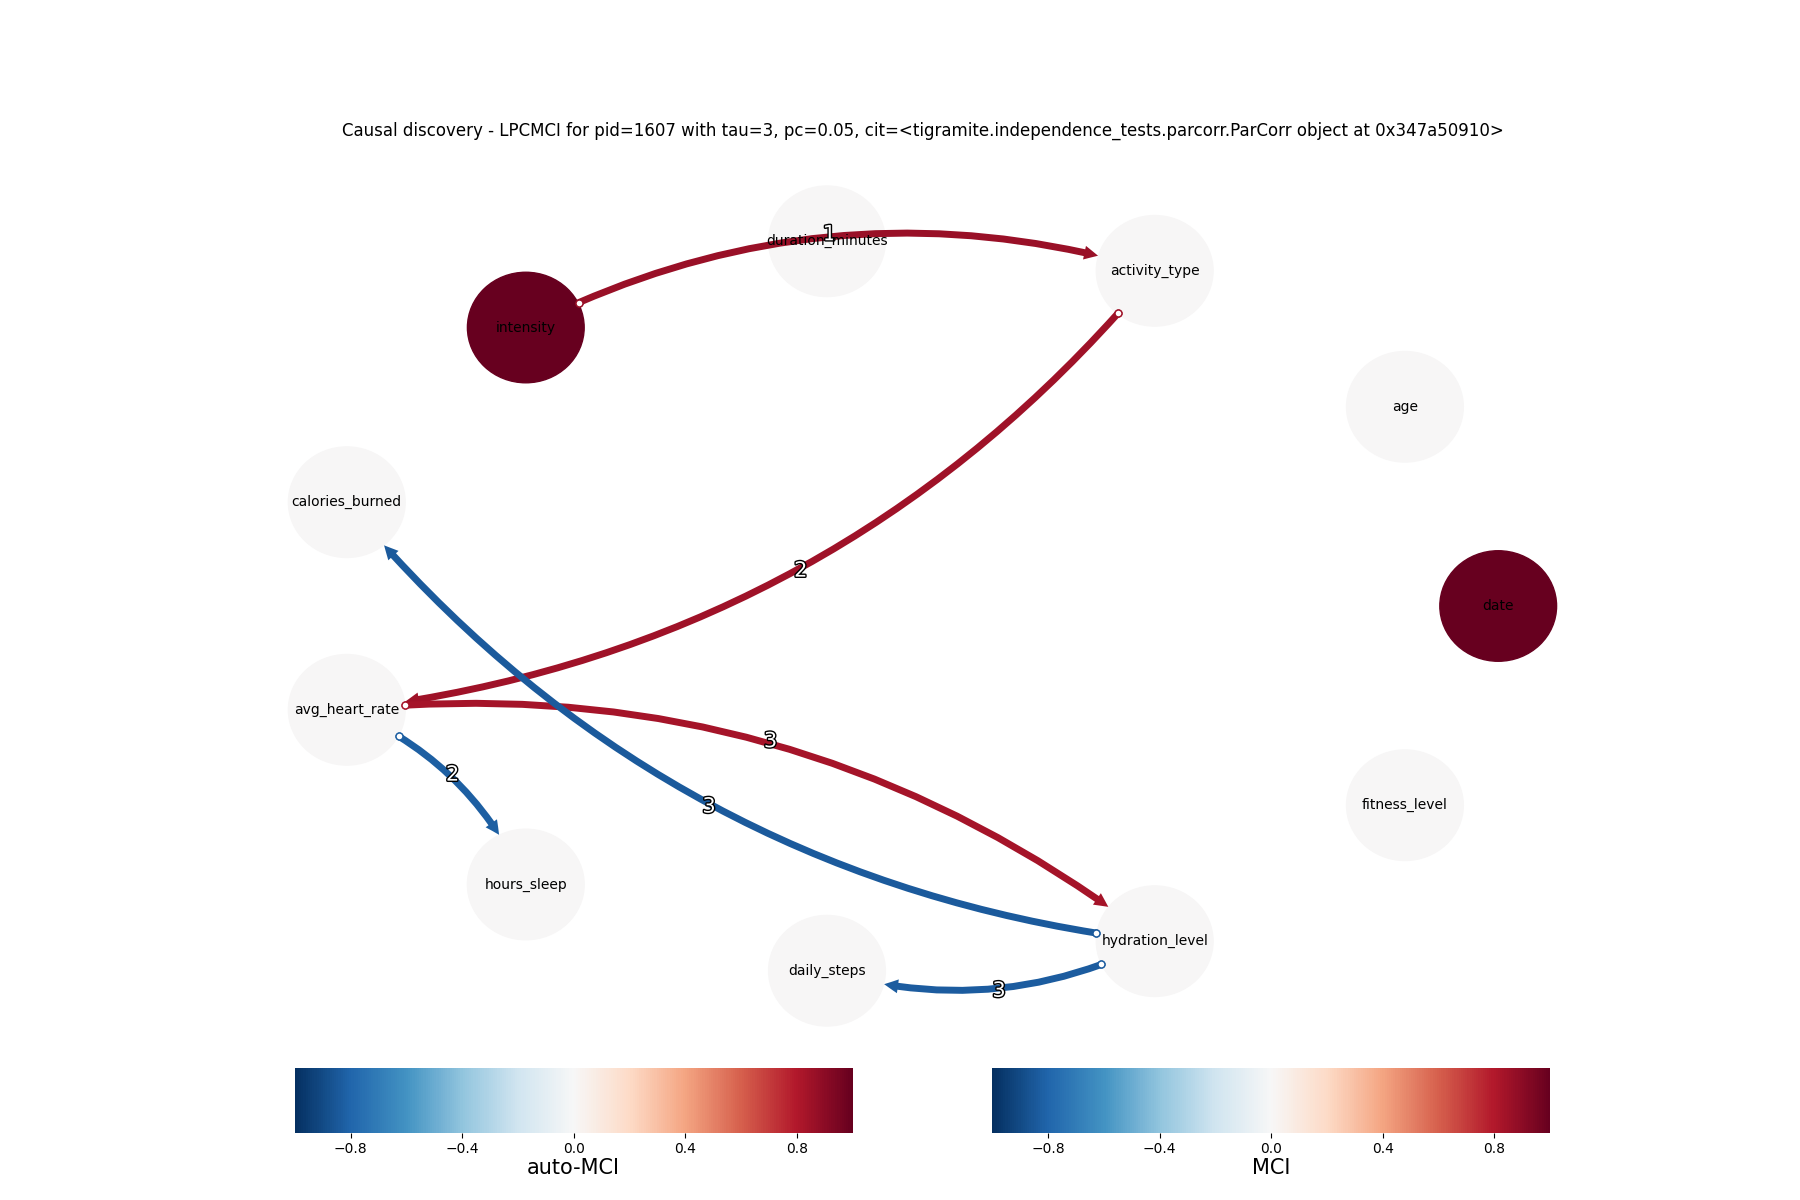 Causal discovery - LPCMCI for pid=1607 with tau=3, pc=0.05, cit=<tigramite.independence_tests.parcorr.ParCorr object at 0x347a50910>
1
duration_minutes
activity_type
intensity
age
calories_burned
2
date
avg_heart_rate
3
2
3
fitness_level
hours_sleep
hydration_level
daily_steps
3
−0.8 −0.4 0.0 0.4 0.8
auto-MCI
−0.8 −0.4 0.0 0.4 0.8
MCI